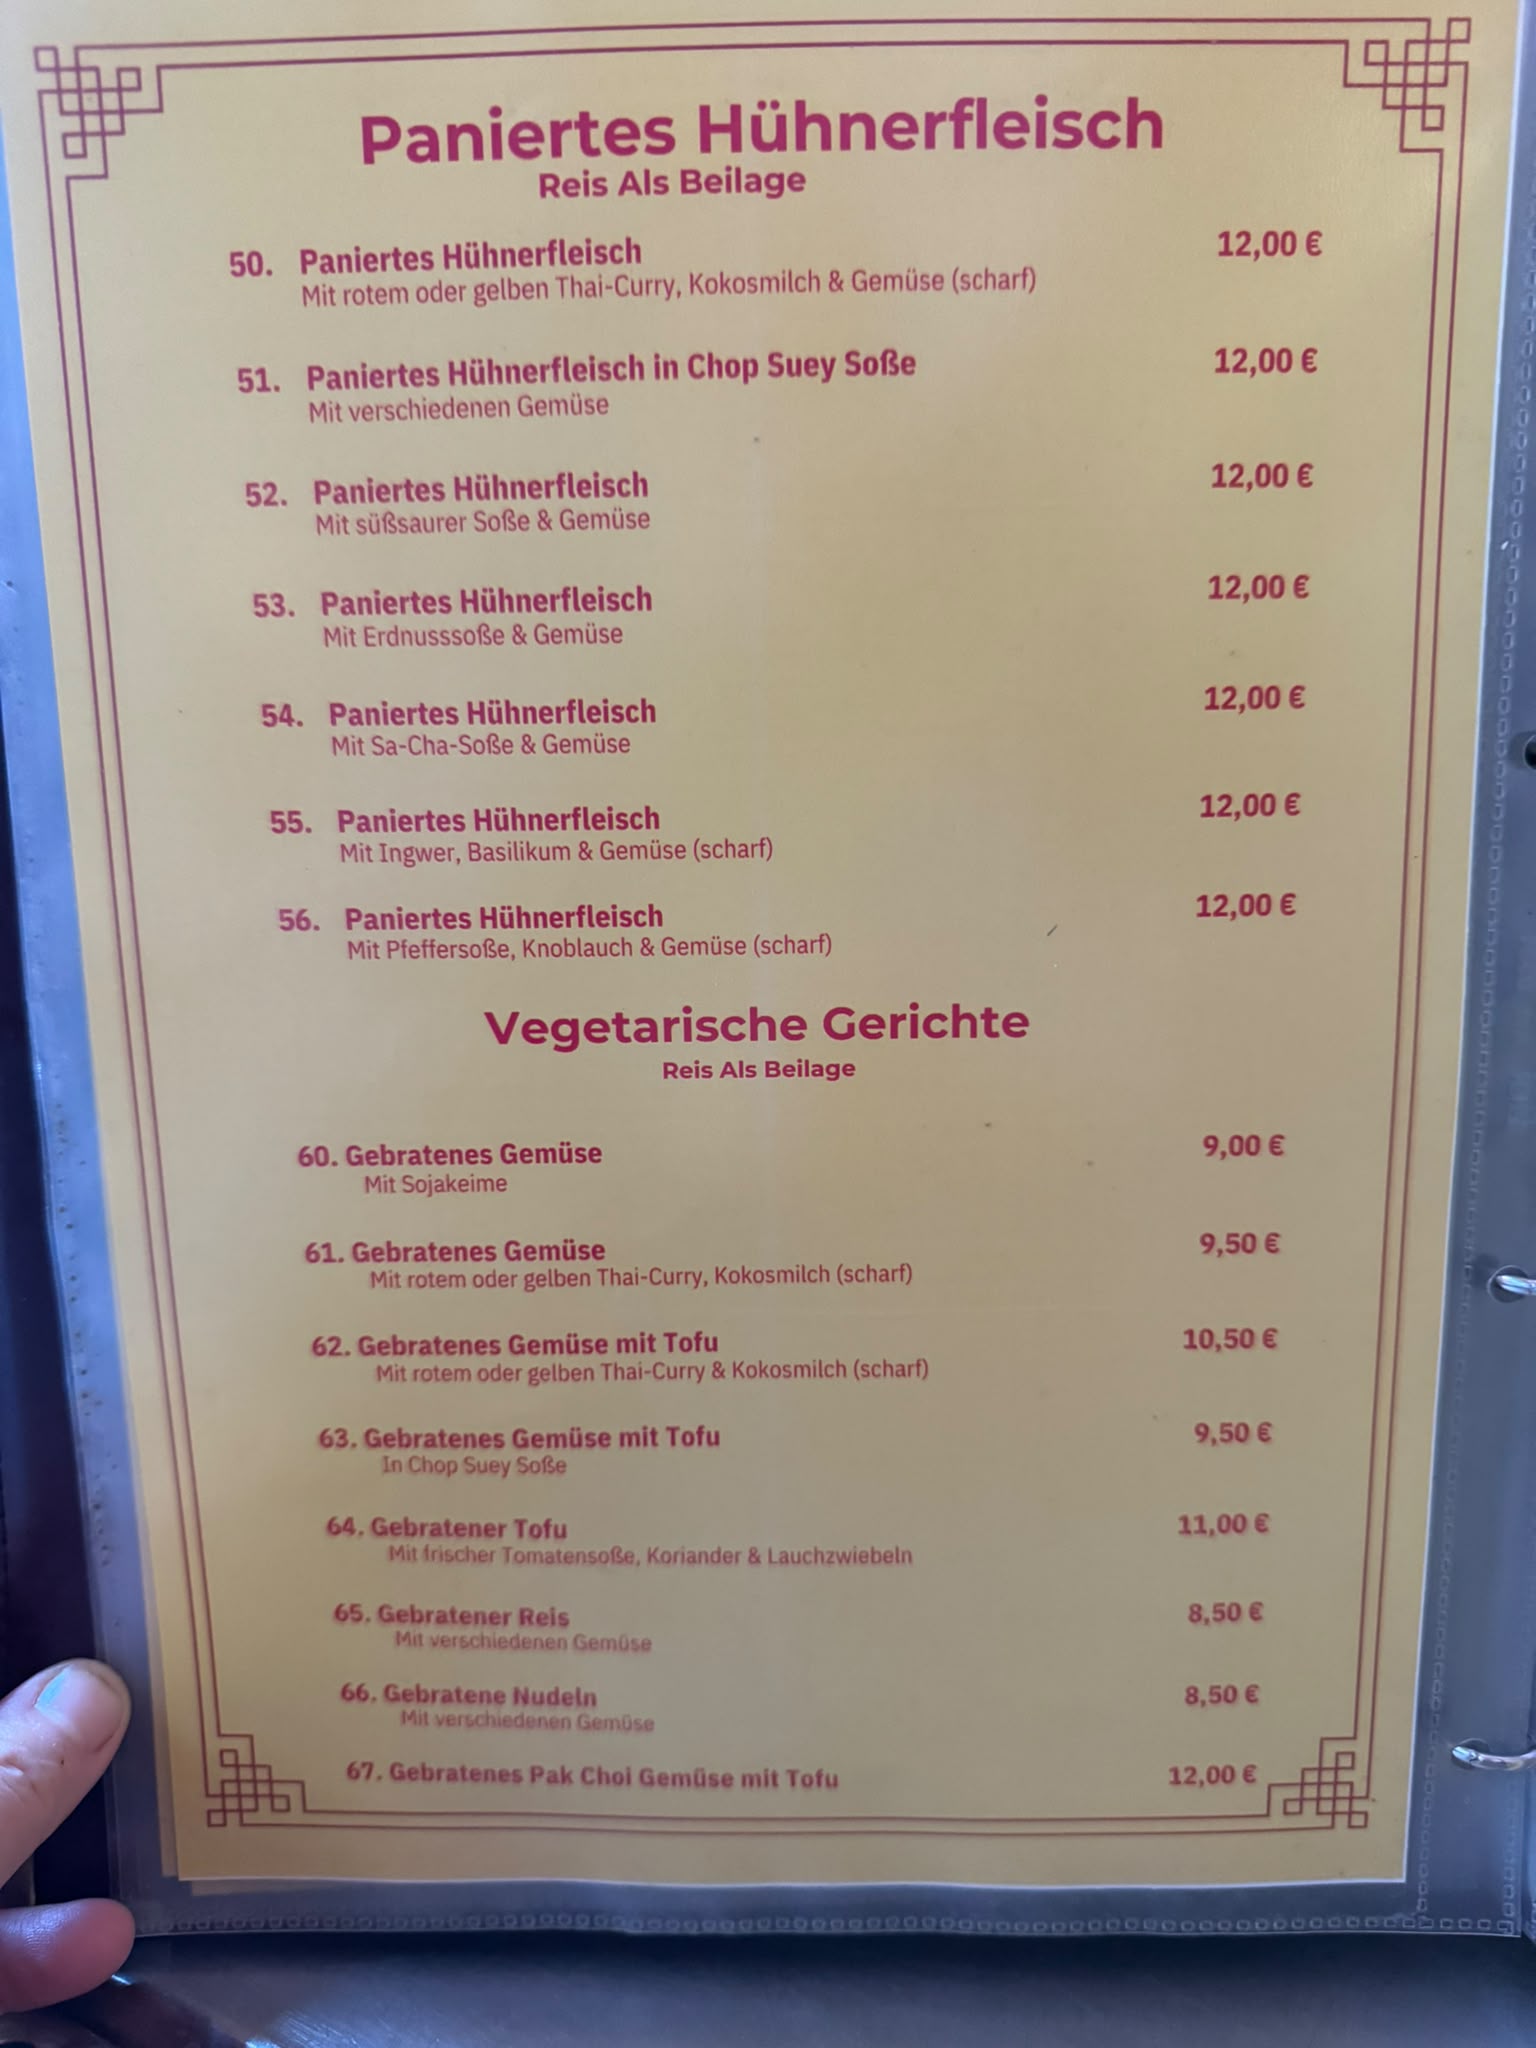 Paniertes Hühnerfleisch
Reis Als Beilage
50. Paniertes Hühnerfleisch 12,00 €
Mit rotem oder gelben Thai-Curry, Kokosmilch & Gemüse (scharf)
51. Paniertes Hühnerfleisch in Chop Suey Soße 12,00 €
Mit verschiedenen Gemüse
52. Paniertes Hühnerfleisch 12,00 €
Mit süßsaurer Soße & Gemüse
53. Paniertes Hühnerfleisch 12,00 €
Mit Erdnusssoße & Gemüse
54. Paniertes Hühnerfleisch 12,00 €
Mit Sa-Cha-Soße & Gemüse
55. Paniertes Hühnerfleisch 12,00 €
Mit Ingwer, Basilikum & Gemüse (scharf)
56. Paniertes Hühnerfleisch 12,00 €
Mit Pfeffersoße, Knoblauch & Gemüse (scharf)
Vegetarische Gerichte
Reis Als Beilage
60. Gebratenes Gemüse 9,00 €
Mit Sojakeime
61. Gebratenes Gemüse 9,50 €
Mit rotem oder gelben Thai-Curry, Kokosmilch (scharf)
62. Gebratenes Gemüse mit Tofu 10,50 €
Mit rotem oder gelben Thai-Curry & Kokosmilch (scharf)
63. Gebratenes Gemüse mit Tofu 9,50 €
In Chop Suey Soße
64. Gebratener Tofu 11,00 €
Mit frischer Tomatensoße, Koriander & Lauchzwiebeln
65. Gebratener Reis 8,50 €
Mit verschiedenen Gemüse
66. Gebratene Nudeln 8,50 €
Mit verschiedenen Gemüse
67. Gebratenes Pak Choi Gemüse mit Tofu 12,00 €